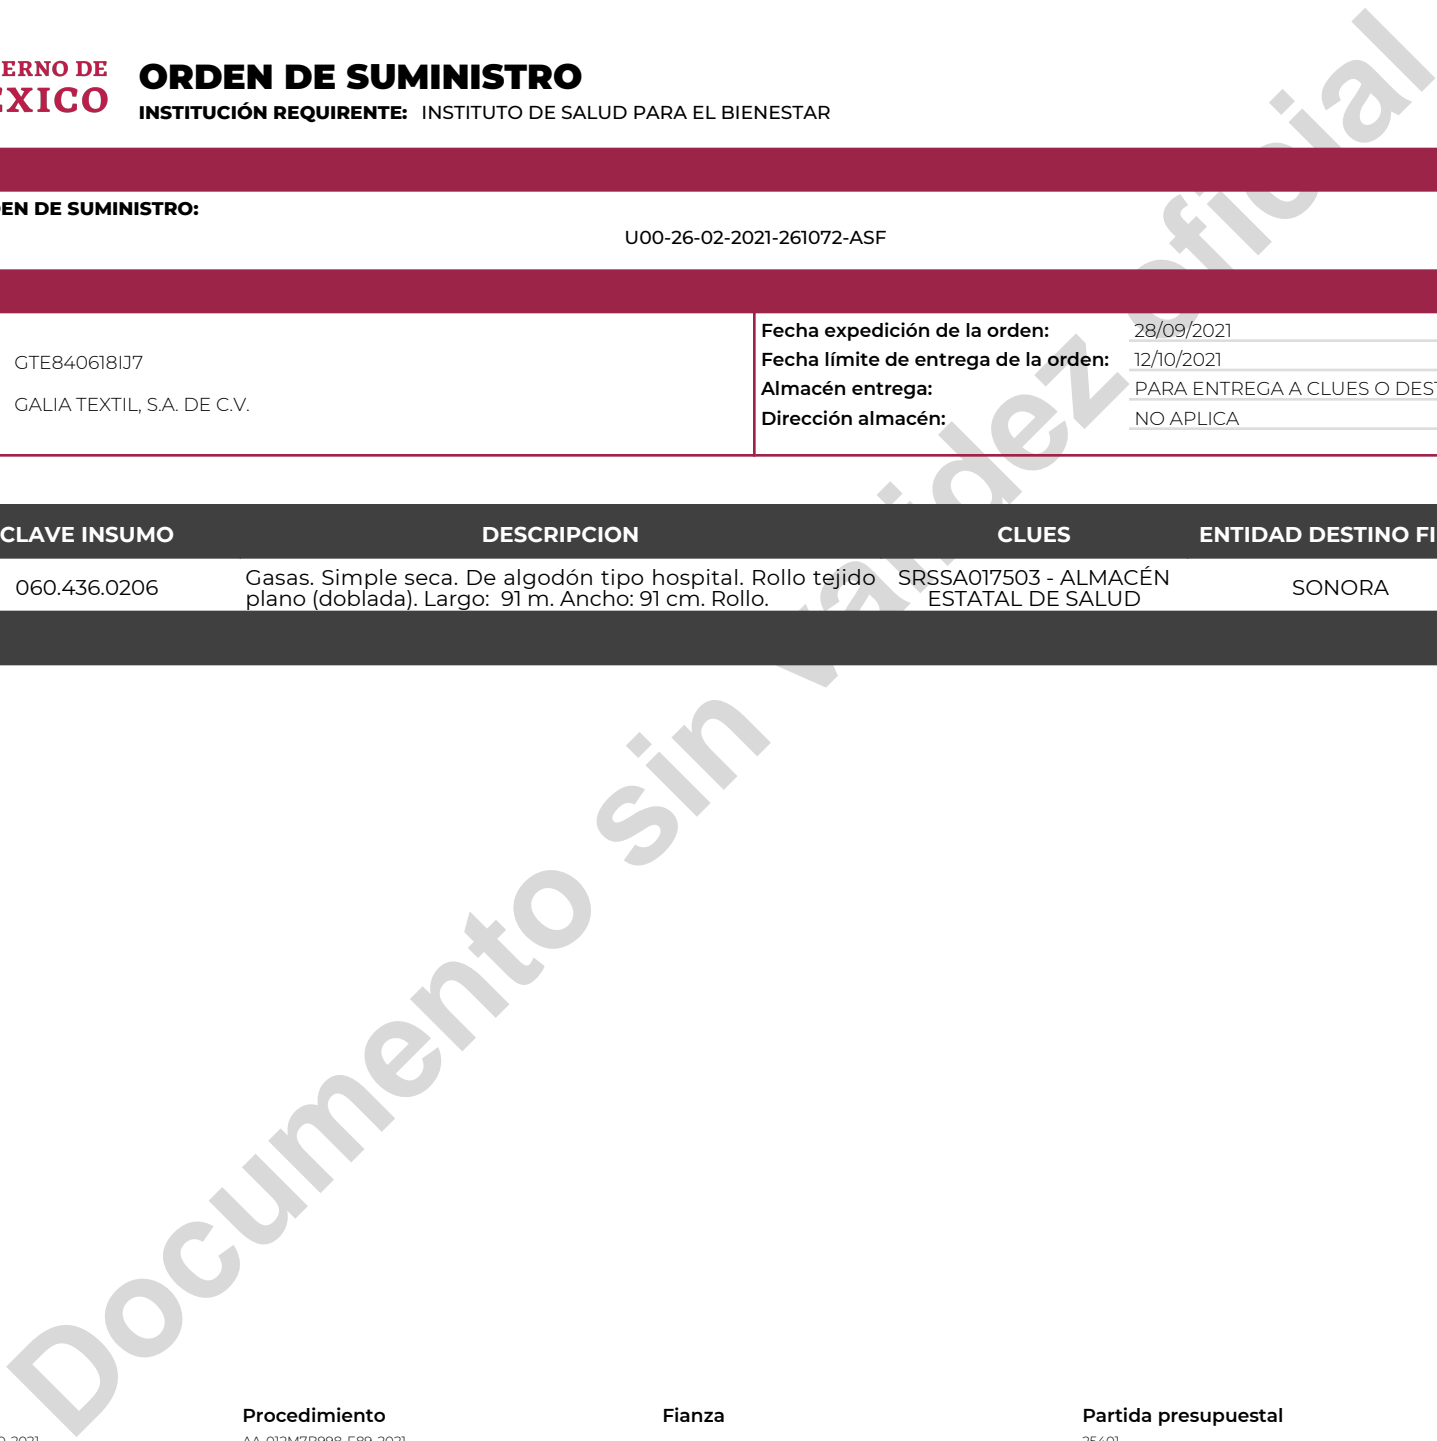 ERNO DE
XICO
ORDEN DE SUMINISTRO
INSTITUCIÓN REQUIRENTE: INSTITUTO DE SALUD PARA EL BIENESTAR
EN DE SUMINISTRO:
U00-26-02-2021-261072-ASF
GTE840618IJ7
GALIA TEXTIL, S.A. DE C.V.
Fecha expedición de la orden: 28/09/2021
Fecha límite de entrega de la orden: 12/10/2021
Almacén entrega: PARA ENTREGA A CLUES O DEST
Dirección almacén: NO APLICA
CLAVE INSUMO DESCRIPCION CLUES ENTIDAD DESTINO FI
060.436.0206
Gasas. Simple seca. De algodón tipo hospital. Rollo tejido
plano (doblada). Largo: 91 m. Ancho: 91 cm. Rollo.
SRSSA017503 - ALMACÉN
ESTATAL DE SALUD
SONORA
Documento sin validez oficial
Procedimiento Fianza Partida presupuestal